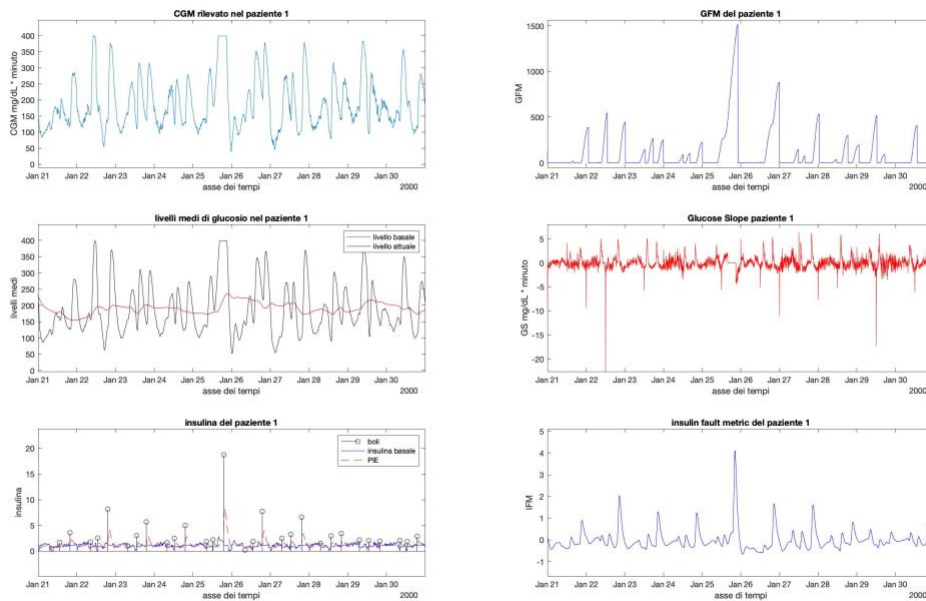 CGM rilevato nel paziente 1
400
350
300
250
200
150
100
50
0
CGM mg/dL * minuto
Jan 21 Jan 22 Jan 23 Jan 24 Jan 25 Jan 26 Jan 27 Jan 28 Jan 29 Jan 30
asse dei tempi
2000
GFM del paziente 1
1500
1000
500
0
GFM
Jan 21 Jan 22 Jan 23 Jan 24 Jan 25 Jan 26 Jan 27 Jan 28 Jan 29 Jan 30
asse dei tempi
2000
livelli medi di glucosio nel paziente 1
livello basale
livello attuale
400
350
300
250
200
150
100
50
0
livelli medi
Jan 21 Jan 22 Jan 23 Jan 24 Jan 25 Jan 26 Jan 27 Jan 28 Jan 29 Jan 30
asse dei tempi
2000
Glucose Slope paziente 1
5
0
-5
-10
-15
-20
GS mg/dL * minuto
Jan 21 Jan 22 Jan 23 Jan 24 Jan 25 Jan 26 Jan 27 Jan 28 Jan 29 Jan 30
asse dei tempi
2000
insulina del paziente 1
boli
insulina basale
PIE
20
15
10
5
0
insulina
Jan 21 Jan 22 Jan 23 Jan 24 Jan 25 Jan 26 Jan 27 Jan 28 Jan 29 Jan 30
asse dei tempi
2000
insulin fault metric del paziente 1
5
4
3
2
1
0
-1
IFM
Jan 21 Jan 22 Jan 23 Jan 24 Jan 25 Jan 26 Jan 27 Jan 28 Jan 29 Jan 30
asse di tempi
2000